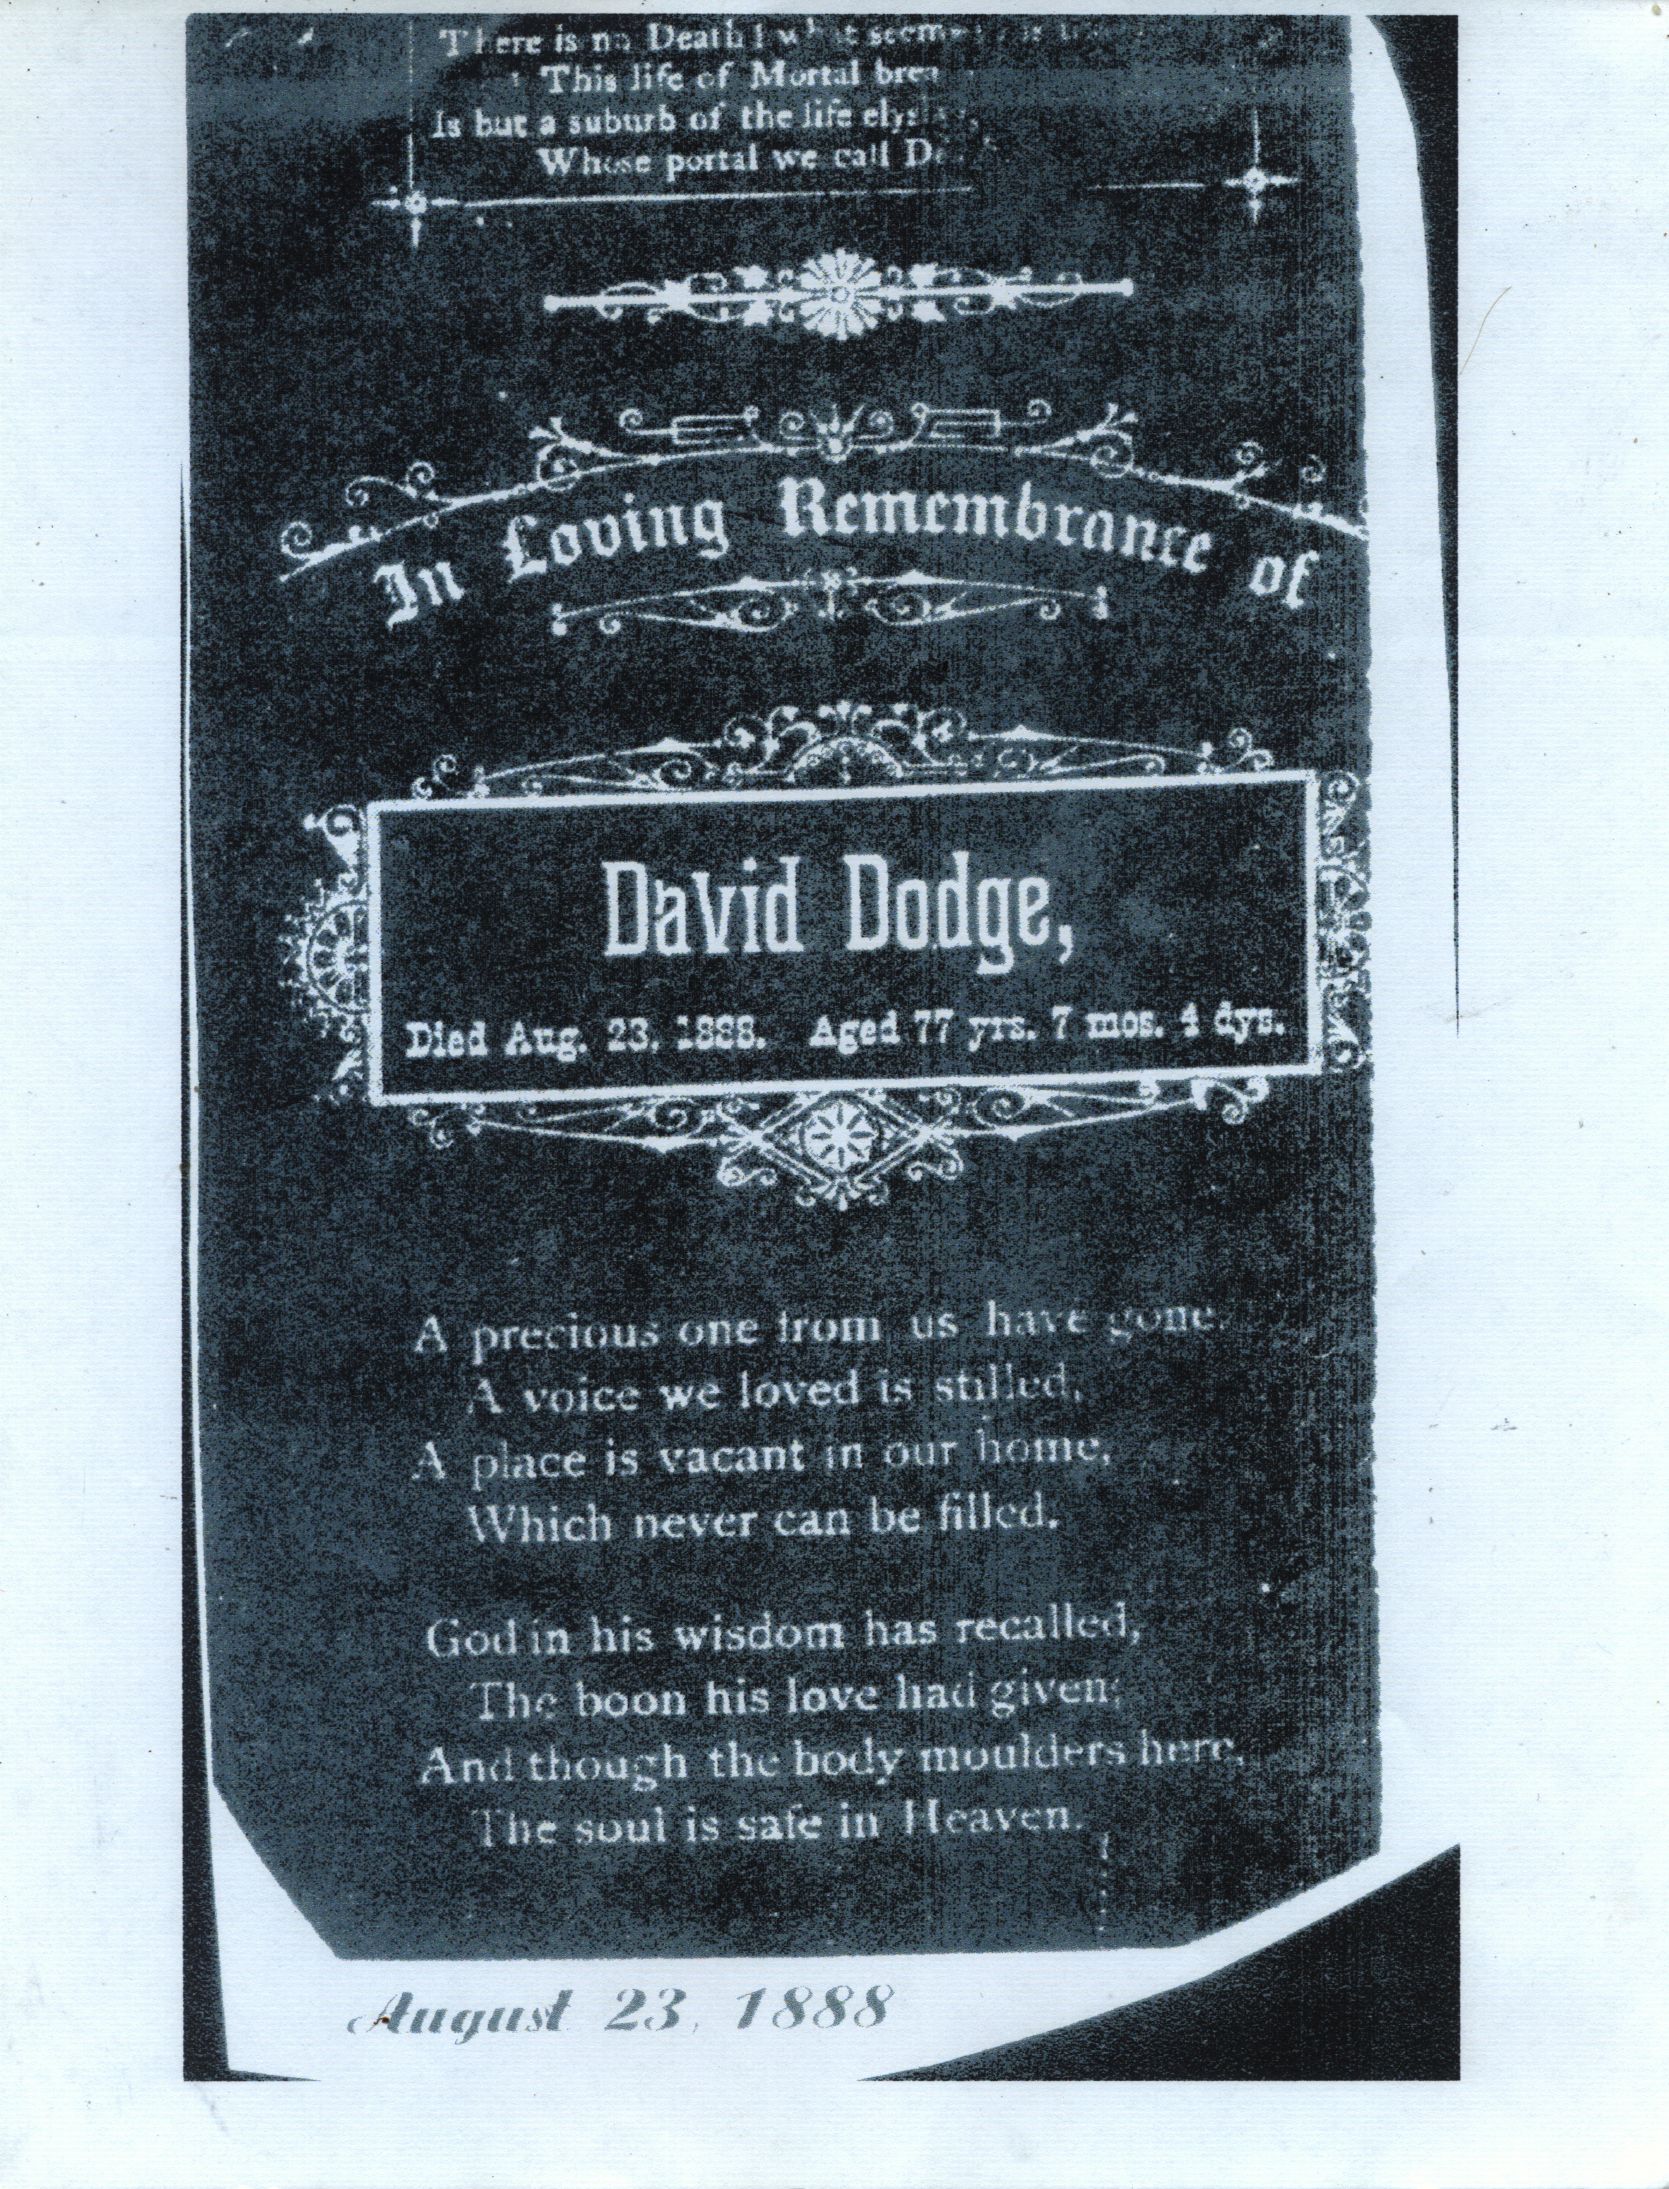 There is no Death! what seems
This life of Mortal
Is but a suburb of the life
Whose portal we call
In Loving Remembrance of
David Dodge,
Died Aug. 23, 1888. Aged 77 yrs. 7 mos. 4 dys.
A precious one from us have gone,
A voice we loved is stilled,
A place is vacant in our home,
Which never can be filled.
God in his wisdom has recalled,
The boon his love had given;
And though the body moulders here,
The soul is safe in Heaven.
August 23, 1888